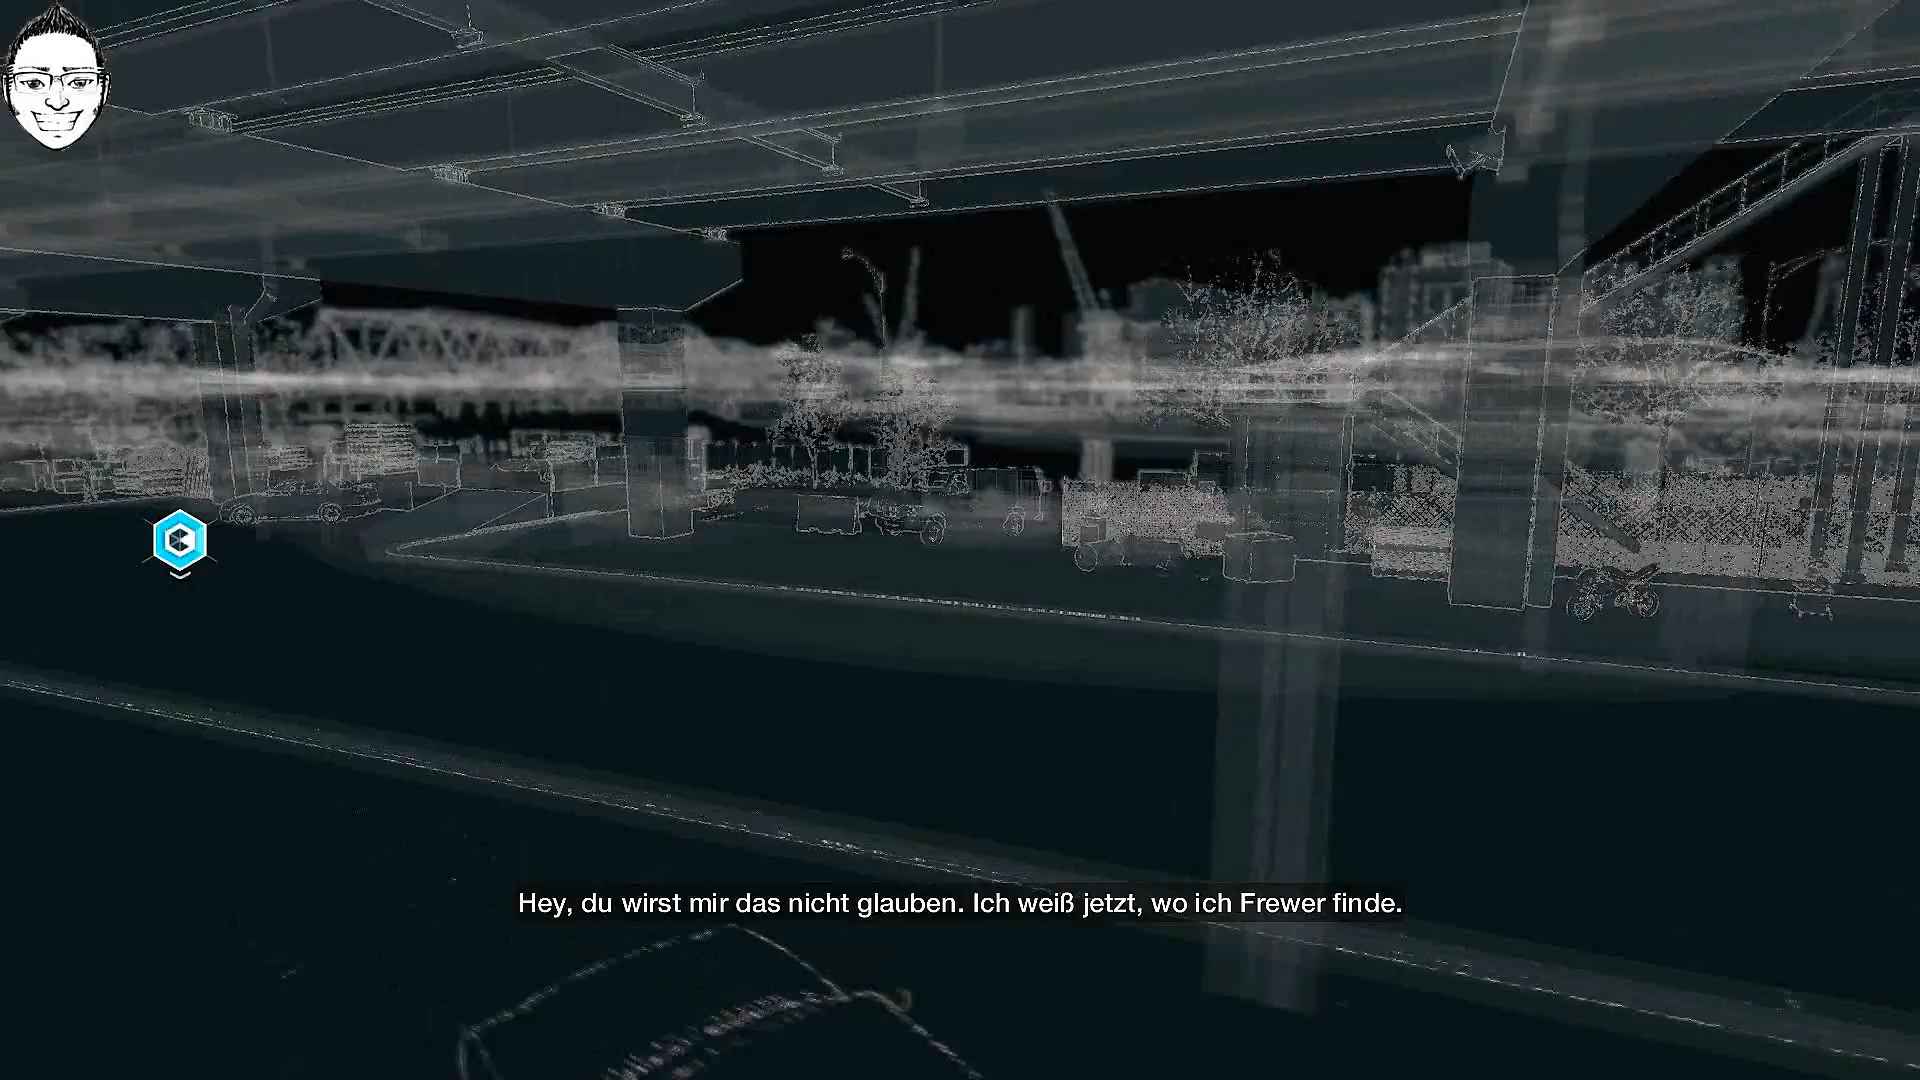 Hey, du wirst mir das nicht glauben. Ich weiß jetzt, wo ich Frewer finde.